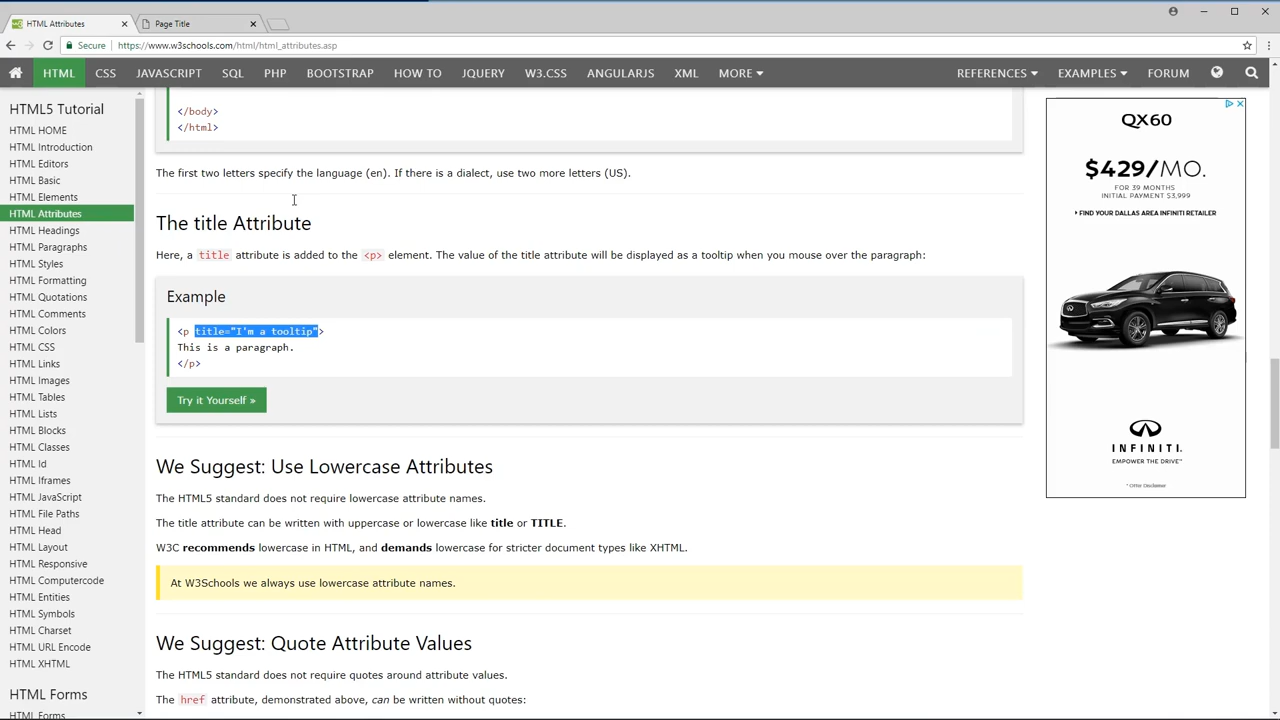 HTML Attributes
Page Title
Secure
https://www.w3schools.com/html/html_attributes.asp
HTML CSS JAVASCRIPT SQL PHP BOOTSTRAP HOW TO JQUERY W3.CSS ANGULARJS XML MORE REFERENCES EXAMPLES FORUM
HTML5 Tutorial
HTML HOME
HTML Introduction
HTML Editors
HTML Basic
HTML Elements
HTML Attributes
HTML Headings
HTML Paragraphs
HTML Styles
HTML Formatting
HTML Quotations
HTML Comments
HTML Colors
HTML CSS
HTML Links
HTML Images
HTML Tables
HTML Lists
HTML Blocks
HTML Classes
HTML Id
HTML Iframes
HTML JavaScript
HTML File Paths
HTML Head
HTML Layout
HTML Responsive
HTML Computercode
HTML Entities
HTML Symbols
HTML Charset
HTML URL Encode
HTML XHTML
HTML Forms
HTML Forms
</body>
</html>
The first two letters specify the language (en). If there is a dialect, use two more letters (US).
The title Attribute
Here, a title attribute is added to the <p> element. The value of the title attribute will be displayed as a tooltip when you mouse over the paragraph:
Example
<p title="I'm a tooltip">
This is a paragraph.
</p>
Try it Yourself »
We Suggest: Use Lowercase Attributes
The HTML5 standard does not require lowercase attribute names.
The title attribute can be written with uppercase or lowercase like title or TITLE.
W3C recommends lowercase in HTML, and demands lowercase for stricter document types like XHTML.
At W3Schools we always use lowercase attribute names.
We Suggest: Quote Attribute Values
The HTML5 standard does not require quotes around attribute values.
The href attribute, demonstrated above, can be written without quotes:
QX60
$429/MO.
FOR 39 MONTHS
INITIAL PAYMENT $3,999
FIND YOUR DALLAS AREA INFINITI RETAILER
INFINITI.
EMPOWER THE DRIVE™
* Offer Disclaimer